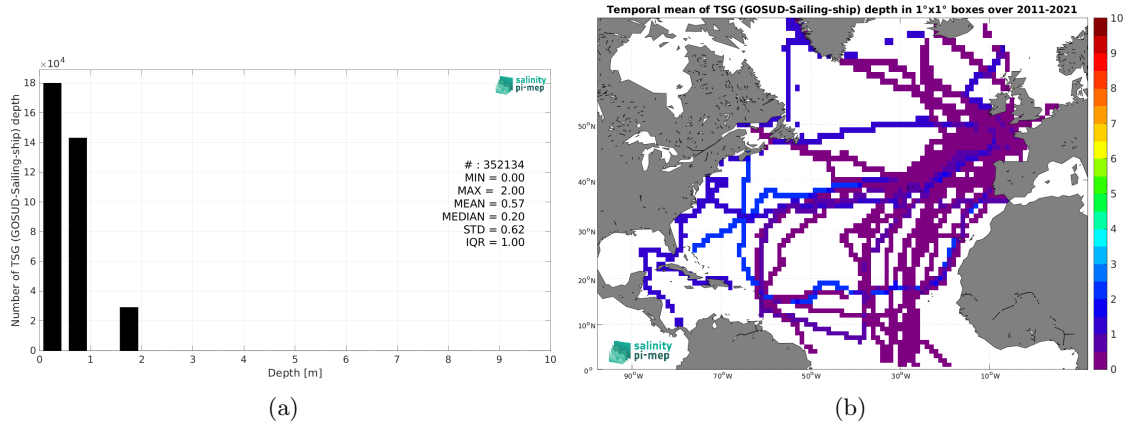 Temporal mean of TSG (GOSUD-Sailing-ship) depth in 1°x1° boxes over 2011-2021
×10⁴
18
16
14
12
10
8
6
4
2
0
Number of TSG (GOSUD-Sailing-ship) depth
salinity
pi-mep
# : 352134
MIN = 0.00
MAX = 2.00
MEAN = 0.57
MEDIAN = 0.20
STD = 0.62
IQR = 1.00
0 1 2 3 4 5 6 7 8 9 10
Depth [m]
(a)
50°N
40°N
30°N
20°N
10°N
0°
90°W 70°W 50°W 30°W 10°W
salinity
pi-mep
10
9
8
7
6
5
4
3
2
1
0
(b)